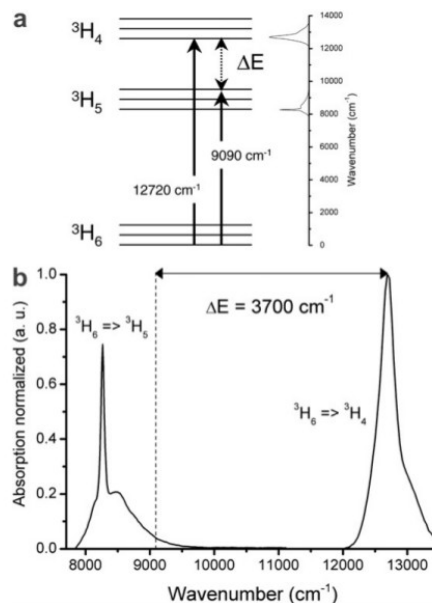 a
³H₄
³H₅
³H₆
ΔE
9090 cm⁻¹
12720 cm⁻¹
14000
12000
10000
8000
6000
4000
2000
0
Wavenumber (cm⁻¹)
b
1.0
0.8
0.6
0.4
0.2
0.0
Absorption normalized (a. u.)
³H₆ => ³H₅
ΔE = 3700 cm⁻¹
³H₆ => ³H₄
8000 9000 10000 11000 12000 13000
Wavenumber (cm⁻¹)